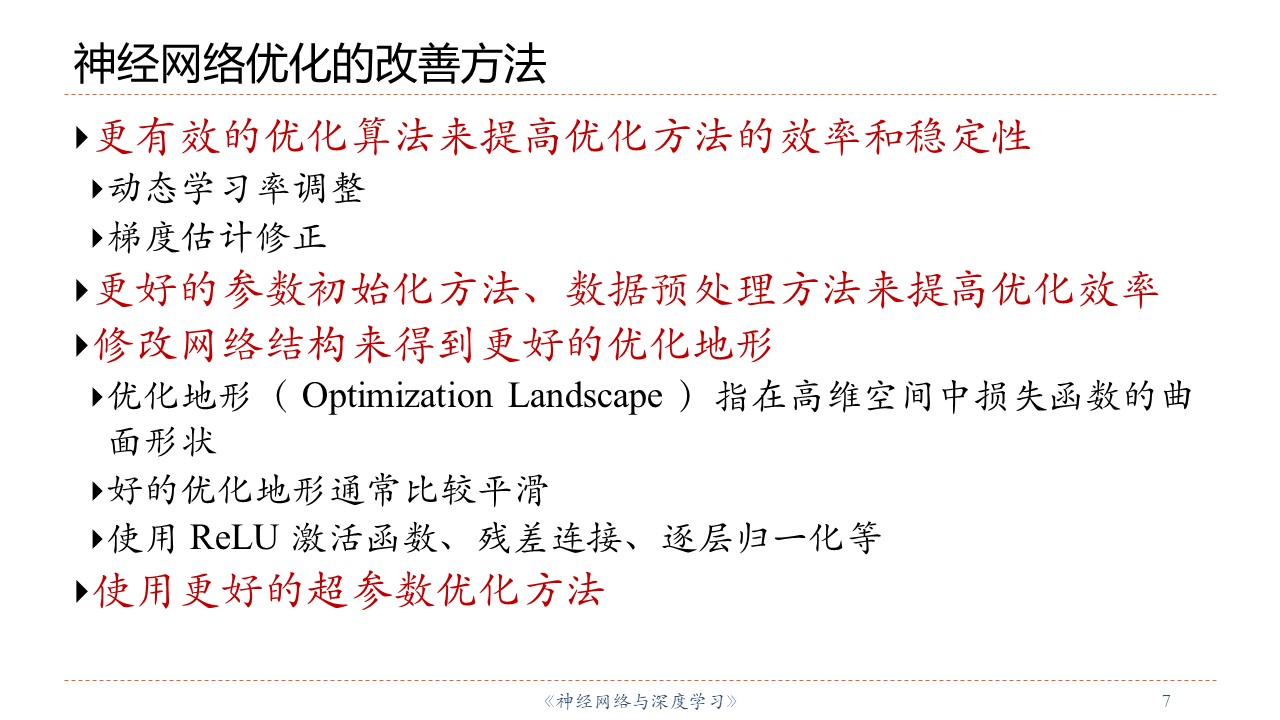 神经网络优化的改善方法
更有效的优化算法来提高优化方法的效率和稳定性
动态学习率调整
梯度估计修正
更好的参数初始化方法、数据预处理方法来提高优化效率
修改网络结构来得到更好的优化地形
优化地形（ Optimization Landscape ）指在高维空间中损失函数的曲
面形状
好的优化地形通常比较平滑
使用 ReLU 激活函数、残差连接、逐层归一化等
使用更好的超参数优化方法
《神经网络与深度学习》
7